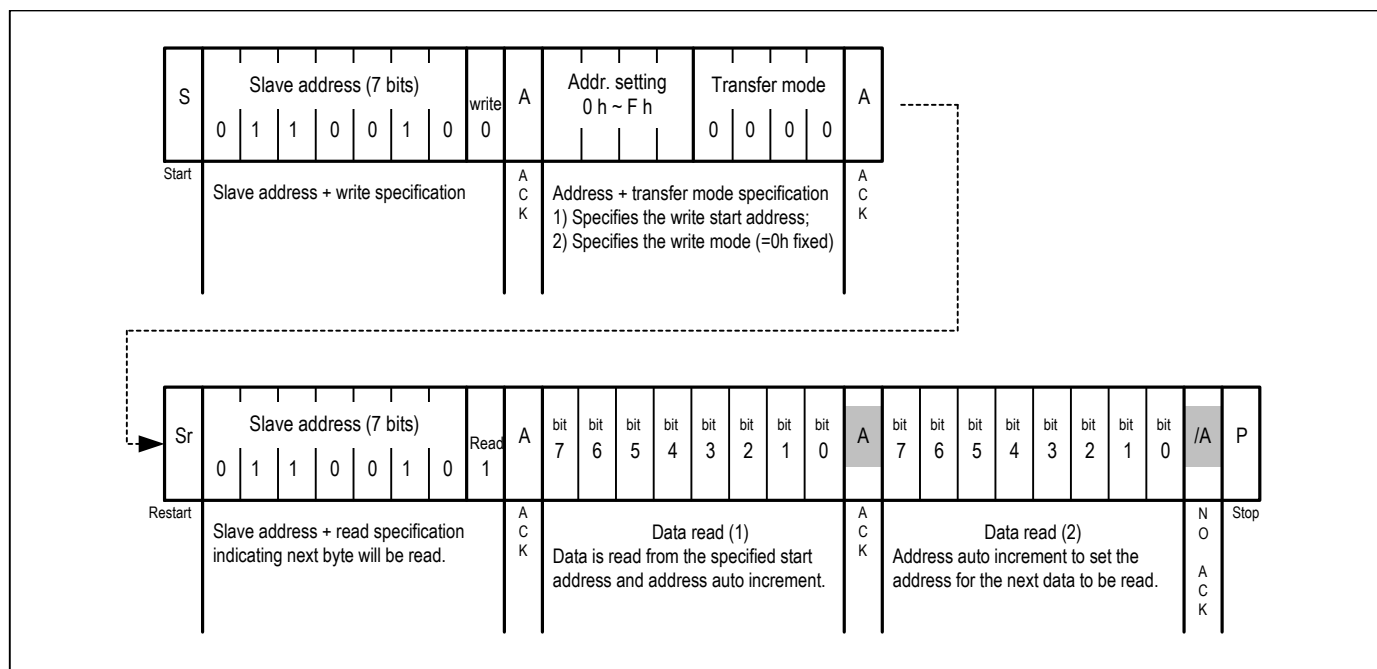 S
Slave address (7 bits)
0 1 1 0 0 1 0
write
0
A
Addr. setting
0 h ~ F h
Transfer mode
0 0 0 0
A
Start
Slave address + write specification
A
C
K
Address + transfer mode specification
1) Specifies the write start address;
2) Specifies the write mode (=0h fixed)
A
C
K
Sr
Slave address (7 bits)
0 1 1 0 0 1 0
Read
1
A
bit bit bit bit bit bit bit bit
7 6 5 4 3 2 1 0
A
bit bit bit bit bit bit bit bit
7 6 5 4 3 2 1 0
/A
P
Restart
Slave address + read specification
indicating next byte will be read.
A
C
K
Data read (1)
Data is read from the specified start
address and address auto increment.
A
C
K
Data read (2)
Address auto increment to set the
address for the next data to be read.
N
O
A
C
K
Stop